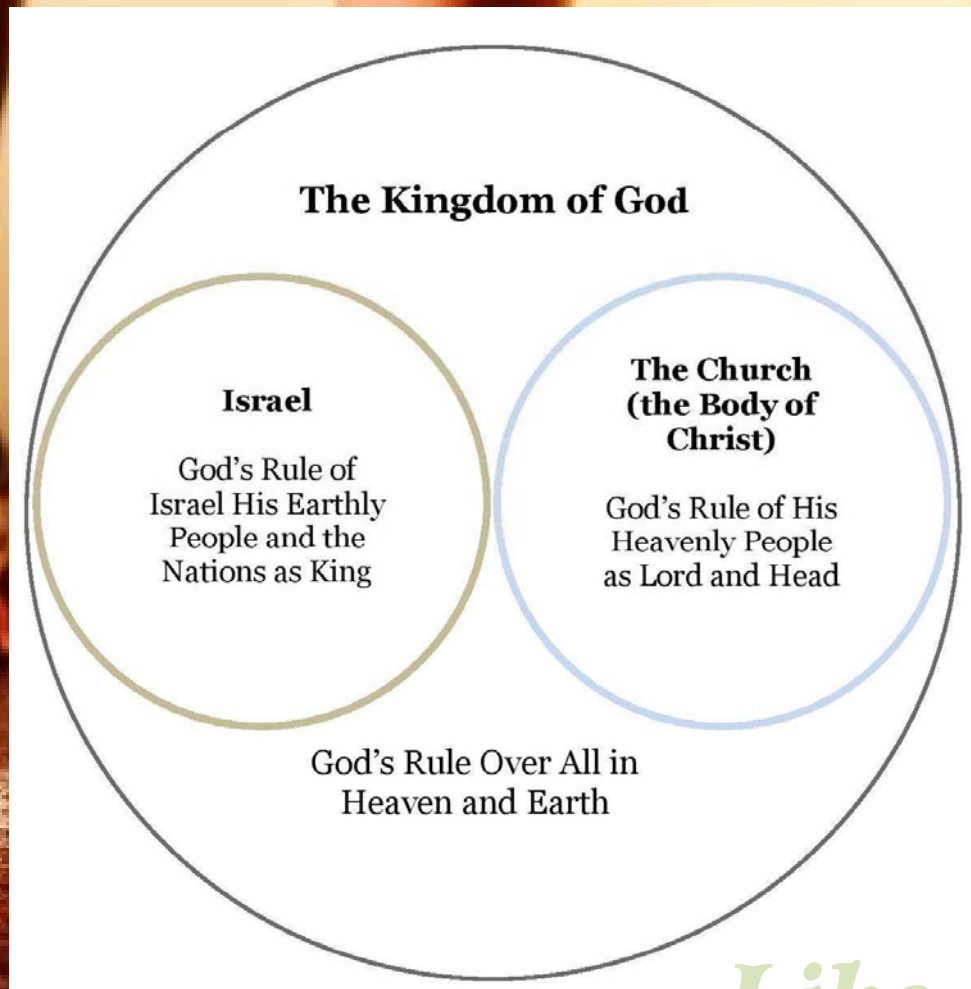 The Kingdom of God
Israel
God’s Rule of
Israel His Earthly
People and the
Nations as King
The Church
(the Body of
Christ)
God’s Rule of His
Heavenly People
as Lord and Head
God’s Rule Over All in
Heaven and Earth